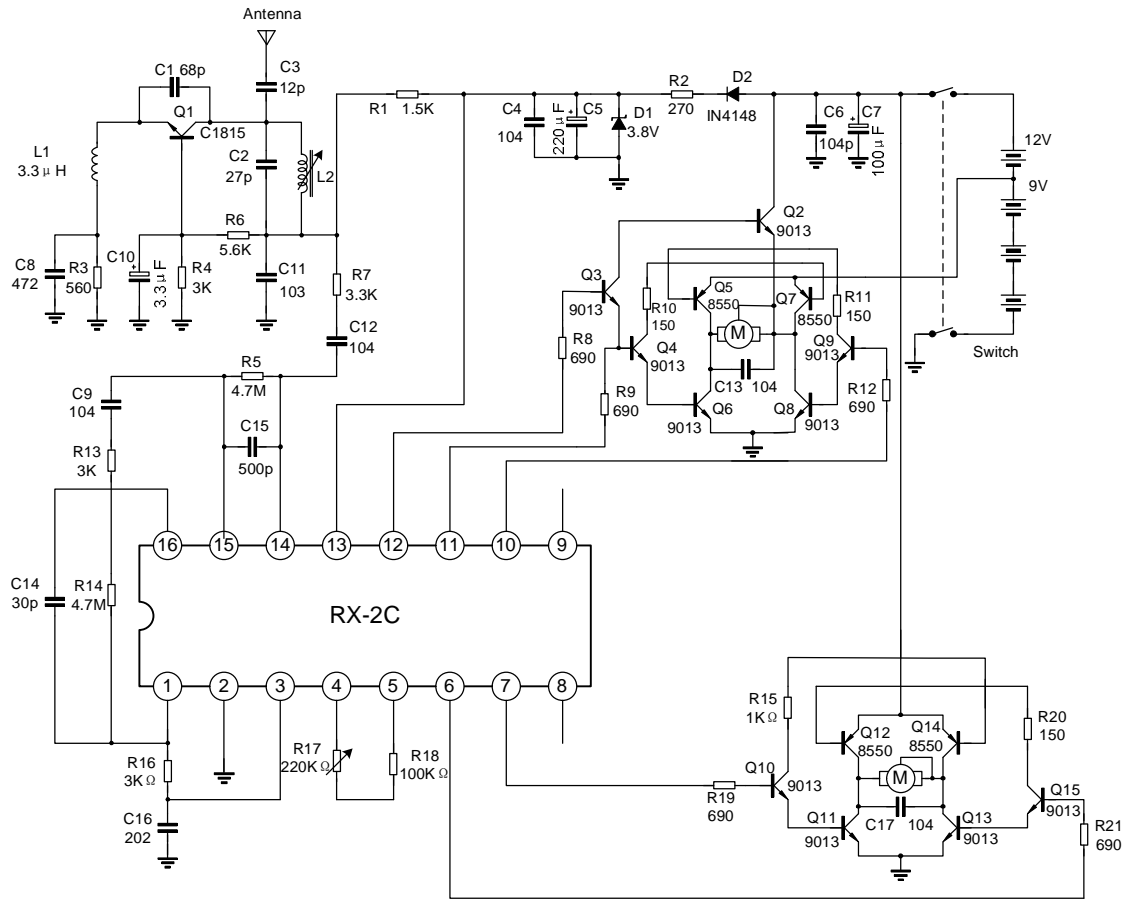 Antenna
C1 68p
C3
12p
Q1
C1815
R1 1.5K
C4
104
C5
220μF
D1
3.8V
R2
270
D2
IN4148
C6
104p
C7
100μF
12V
9V
L1
3.3μH
C2
27p
L2
R6
5.6K
C8
472
R3
560
C10
3.3μF
R4
3K
C11
103
R7
3.3K
C12
104
Q2
9013
Q3
9013
Q5
8550
Q7
8550
R10
150
R11
150
M
R8
690
Q4
9013
Q9
9013
C13 104
R9
690
Q6
9013
Q8
9013
R12
690
Switch
R5
4.7M
C9
104
C15
500p
R13
3K
16
15
14
13
12
11
10
9
C14
30p
R14
4.7M
RX-2C
1
2
3
4
5
6
7
8
R16
3KΩ
R17
220KΩ
R18
100KΩ
C16
202
R15
1KΩ
Q12
8550
Q14
8550
R20
150
M
R19
690
Q10
9013
Q11
9013
C17 104
Q13
9013
Q15
9013
R21
690